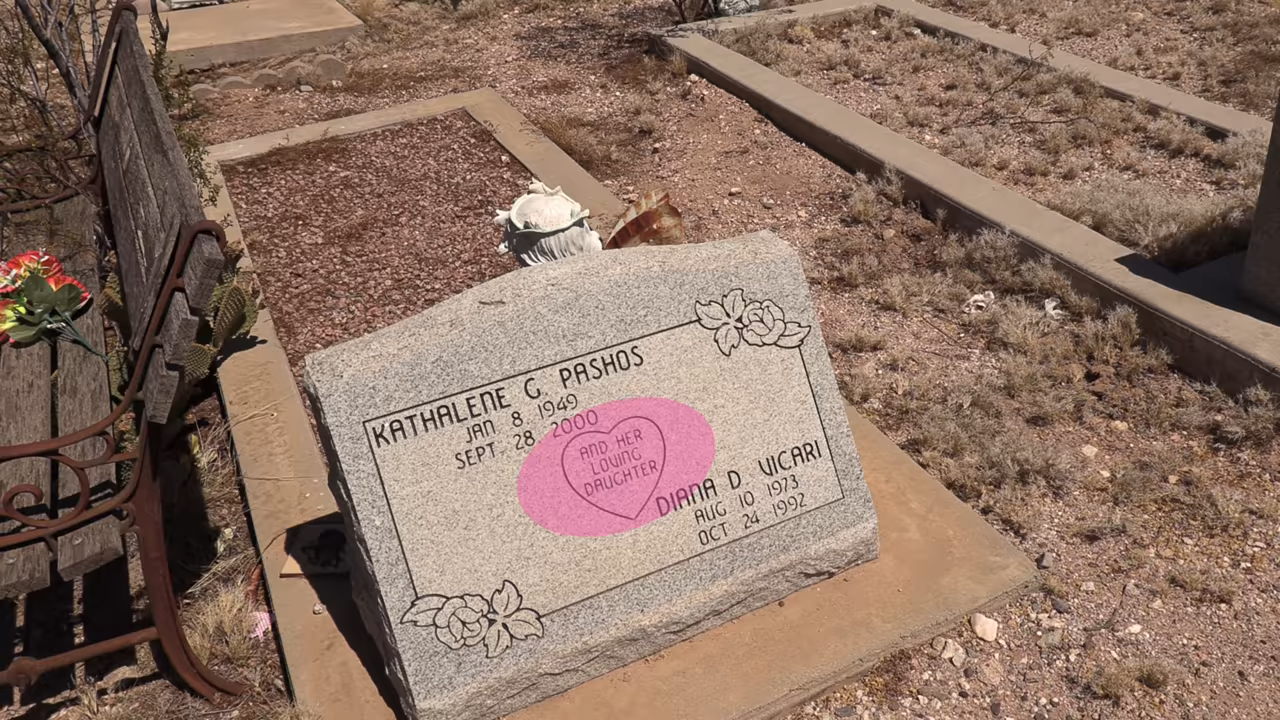 KATHALENE G. PASHOS
JAN 8 1949
SEPT. 28 2000
AND HER
LOVING
DAUGHTER
DIANA D. VICARI
AUG 10 1973
OCT 24 1992